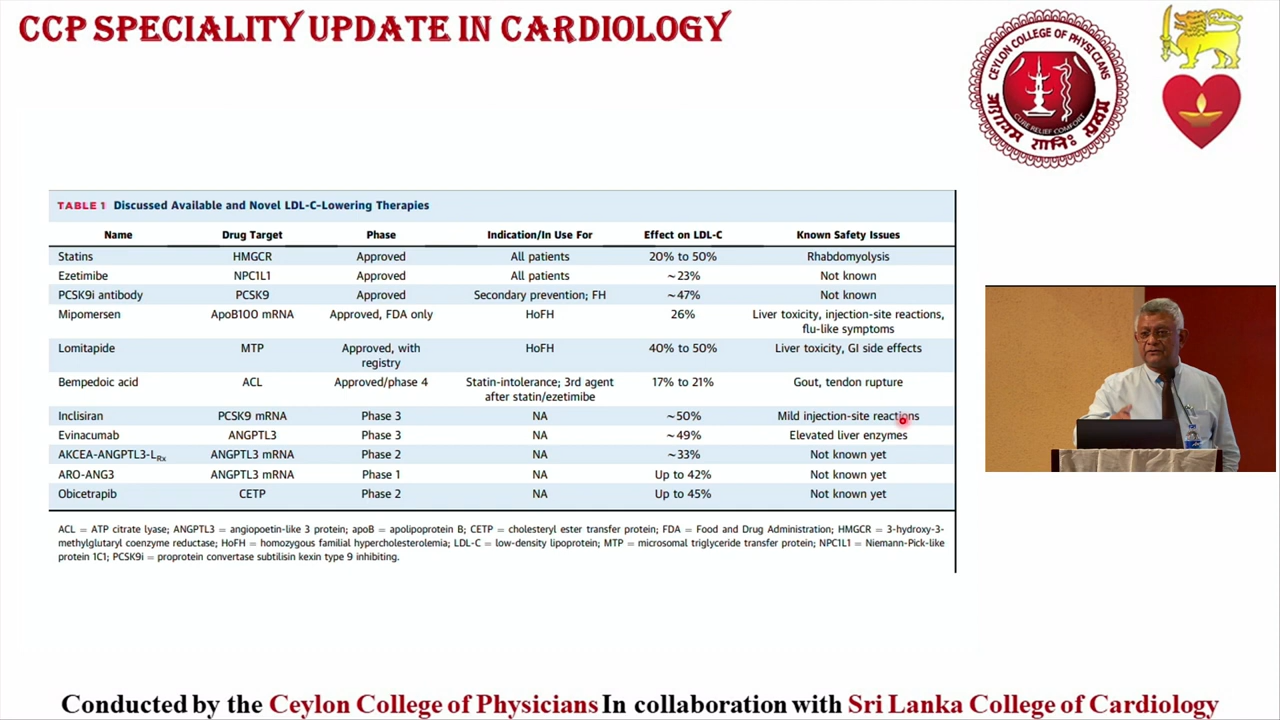 CCP SPECIALITY UPDATE IN CARDIOLOGY
CEYLON COLLEGE OF PHYSICIANS
CURE RELIEF COMFORT
TABLE 1 Discussed Available and Novel LDL-C–Lowering Therapies
Name Drug Target Phase Indication/In Use For Effect on LDL-C Known Safety Issues
Statins HMGCR Approved All patients 20% to 50% Rhabdomyolysis
Ezetimibe NPC1L1 Approved All patients ~23% Not known
PCSK9i antibody PCSK9 Approved Secondary prevention; FH ~47% Not known
Mipomersen ApoB100 mRNA Approved, FDA only HoFH 26% Liver toxicity, injection-site reactions,
flu-like symptoms
Lomitapide MTP Approved, with HoFH 40% to 50% Liver toxicity, GI side effects
registry
Bempedoic acid ACL Approved/phase 4 Statin-intolerance; 3rd agent 17% to 21% Gout, tendon rupture
after statin/ezetimibe
Inclisiran PCSK9 mRNA Phase 3 NA ~50% Mild injection-site reactions
Evinacumab ANGPTL3 Phase 3 NA ~49% Elevated liver enzymes
AKCEA-ANGPTL3-LRx ANGPTL3 mRNA Phase 2 NA ~33% Not known yet
ARO-ANG3 ANGPTL3 mRNA Phase 1 NA Up to 42% Not known yet
Obicetrapib CETP Phase 2 NA Up to 45% Not known yet
ACL = ATP citrate lyase; ANGPTL3 = angiopoetin-like 3 protein; apoB = apolipoprotein B; CETP = cholesteryl ester transfer protein; FDA = Food and Drug Administration; HMGCR = 3-hydroxy-3-
methylglutaryl coenzyme reductase; HoFH = homozygous familial hypercholesterolemia; LDL-C = low-density lipoprotein; MTP = microsomal triglyceride transfer protein; NPC1L1 = Niemann-Pick-like
protein 1C1; PCSK9i = proprotein convertase subtilisin kexin type 9 inhibiting.
Conducted by the Ceylon College of Physicians In collaboration with Sri Lanka College of Cardiology